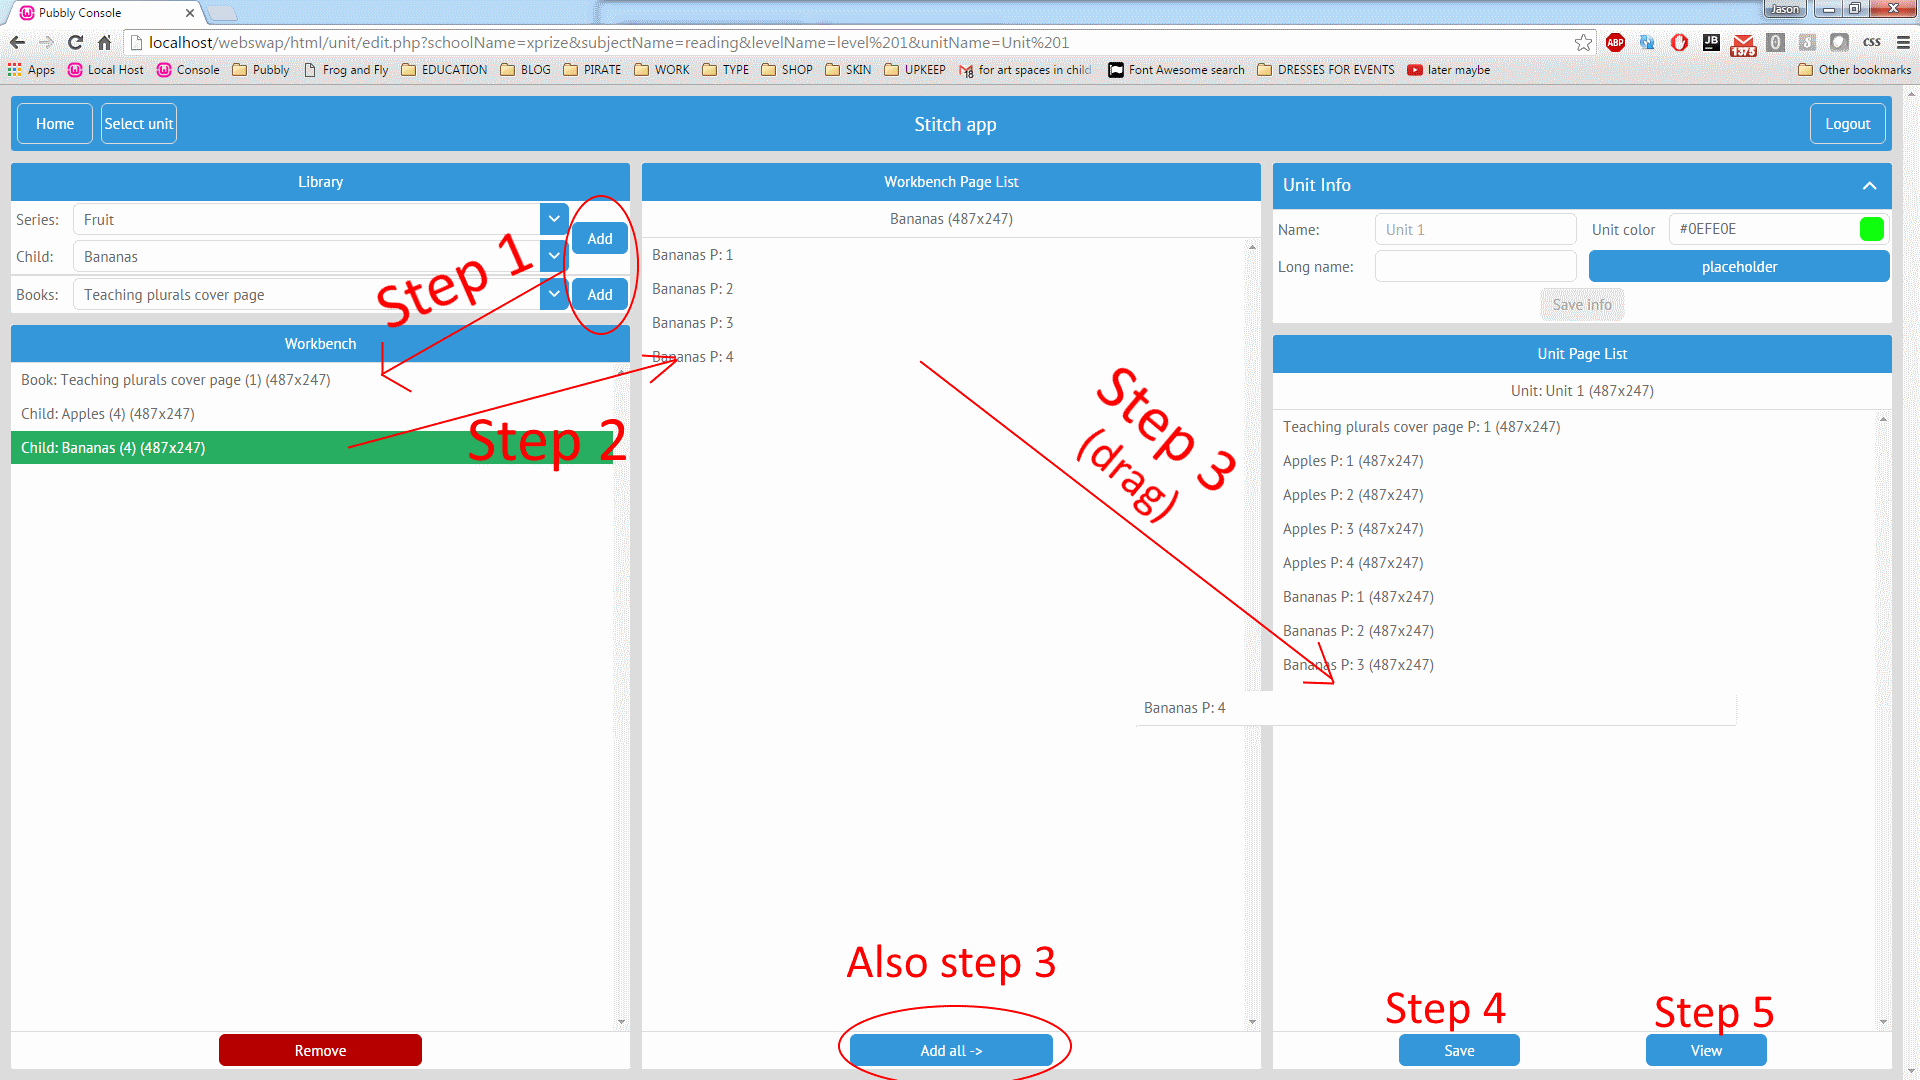 Pubbly Console
Jason
localhost/webswap/html/unit/edit.php?schoolName=xprize&subjectName=reading&levelName=level%201&unitName=Unit%201
ABP
JB
1375
css
Apps Local Host Console Pubbly Frog and Fly EDUCATION BLOG PIRATE WORK TYPE SHOP SKIN UPKEEP for art spaces in child Font Awesome search DRESSES FOR EVENTS later maybe Other bookmarks
Home Select unit Stitch app Logout
Library
Series: Fruit
Add
Child: Bananas
Books: Teaching plurals cover page Add
Step 1
Workbench
Book: Teaching plurals cover page (1) (487x247)
Child: Apples (4) (487x247)
Child: Bananas (4) (487x247)
Step 2
Remove
Workbench Page List
Bananas (487x247)
Bananas P: 1
Bananas P: 2
Bananas P: 3
Bananas P: 4
Step 3
(drag)
Bananas P: 4
Also step 3
Add all ->
Unit Info
Name: Unit 1 Unit color #0EFE0E
Long name: placeholder
Save info
Unit Page List
Unit: Unit 1 (487x247)
Teaching plurals cover page P: 1 (487x247)
Apples P: 1 (487x247)
Apples P: 2 (487x247)
Apples P: 3 (487x247)
Apples P: 4 (487x247)
Bananas P: 1 (487x247)
Bananas P: 2 (487x247)
Bananas P: 3 (487x247)
Step 4 Step 5
Save View